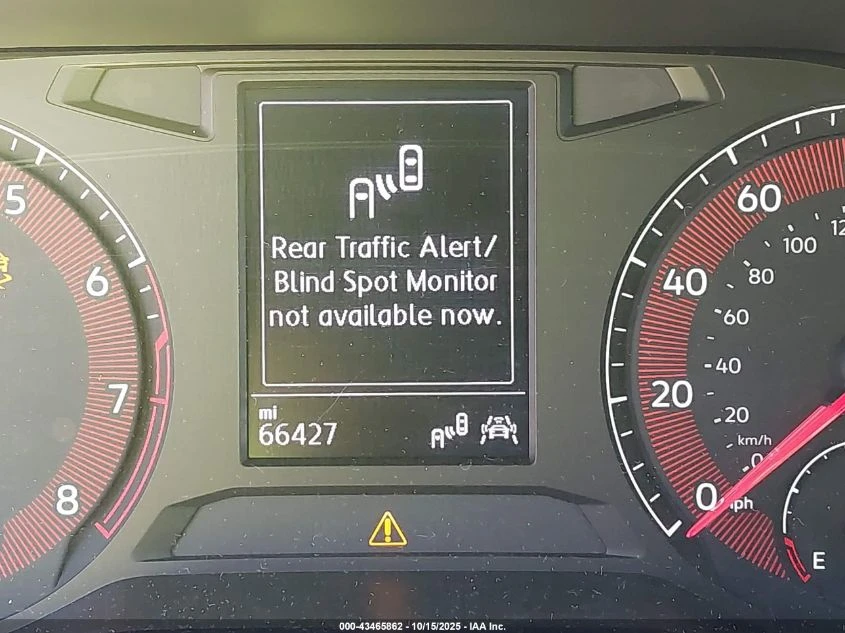 Rear Traffic Alert/
Blind Spot Monitor
not available now.
mi
66427
5
6
7
8
60
40
20
0 mph
100
80
60
40
20
0
km/h
E
000-43465862 - 10/15/2025 - IAA Inc.